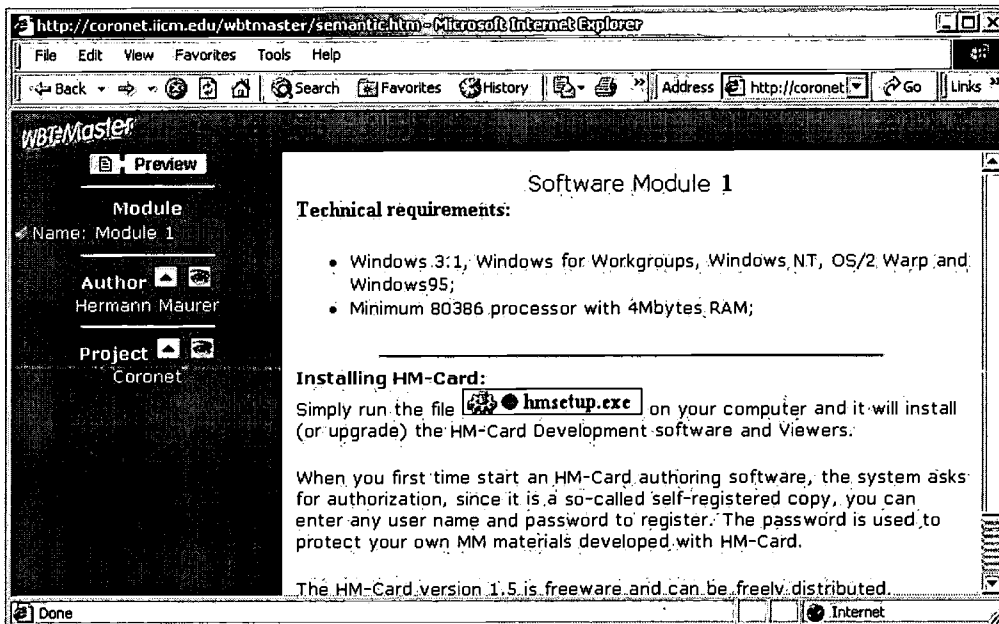 http://coronet.iicm.edu/wbtmaster/semantic.htm - Microsoft Internet Explorer
File Edit View Favorites Tools Help
Back Search Favorites History Address http://coronet Go Links »
WBT-Master
Preview
Module
Name: Module 1
Author
Hermann Maurer
Project
Coronet
Software Module 1
Technical requirements:
• Windows 3.1, Windows for Workgroups, Windows NT, OS/2 Warp and
Windows95;
• Minimum 80386 processor with 4Mbytes RAM;
Installing HM-Card:
Simply run the file hmsetup.exe on your computer and it will install
(or upgrade) the HM-Card Development software and Viewers.
When you first time start an HM-Card authoring software, the system asks
for authorization, since it is a so-called self-registered copy, you can
enter any user name and password to register. The password is used to
protect your own MM materials developed with HM-Card.
The HM-Card version 1.5 is freeware and can be freely distributed.
Done Internet